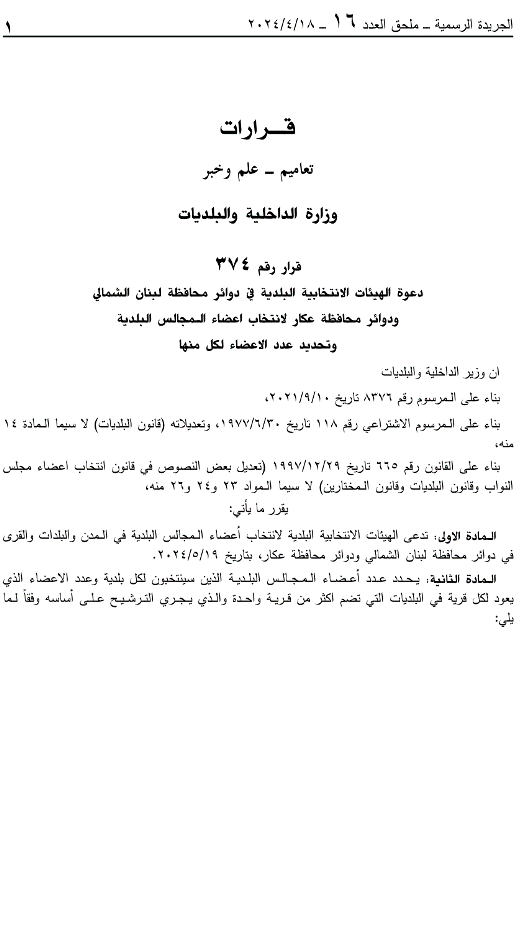 الجريدة الرسمية ــ ملحق العدد ١٦ ــ ٢٠٢٤/٤/١٨
١
قـــرارات
تعاميم ــ علم وخبر
وزارة الداخلية والبلديات
قرار رقم ٣٧٤
دعوة الهيئات الانتخابية البلدية في دوائر محافظة لبنان الشمالي
ودوائر محافظة عكار لانتخاب اعضاء المجالس البلدية
وتحديد عدد الاعضاء لكل منها
ان وزير الداخلية والبلديات
بناء على المرسوم رقم ٨٣٧٦ تاريخ ٢٠٢١/٩/١٠،
بناء على المرسوم الاشتراعي رقم ١١٨ تاريخ ١٩٧٧/٦/٣٠، وتعديلاته (قانون البلديات) لا سيما المادة ١٤
منه،
بناء على القانون رقم ٦٦٥ تاريخ ١٩٩٧/١٢/٢٩ (تعديل بعض النصوص في قانون انتخاب اعضاء مجلس
النواب وقانون البلديات وقانون المختارين) لا سيما المواد ٢٣ و٢٤ و٢٦ منه،
يقرر ما يأتي:
المادة الاولى: تدعى الهيئات الانتخابية البلدية لانتخاب أعضاء المجالس البلدية في المدن والبلدات والقرى
في دوائر محافظة لبنان الشمالي ودوائر محافظة عكار، بتاريخ ٢٠٢٤/٥/١٩.
المادة الثانية: يحدد عدد أعضاء المجالس البلدية الذين سينتخبون لكل بلدية وعدد الاعضاء الذي
يعود لكل قرية في البلديات التي تضم اكثر من قرية واحدة والذي يجري الترشيح على أساسه وفقاً لما
يلي: